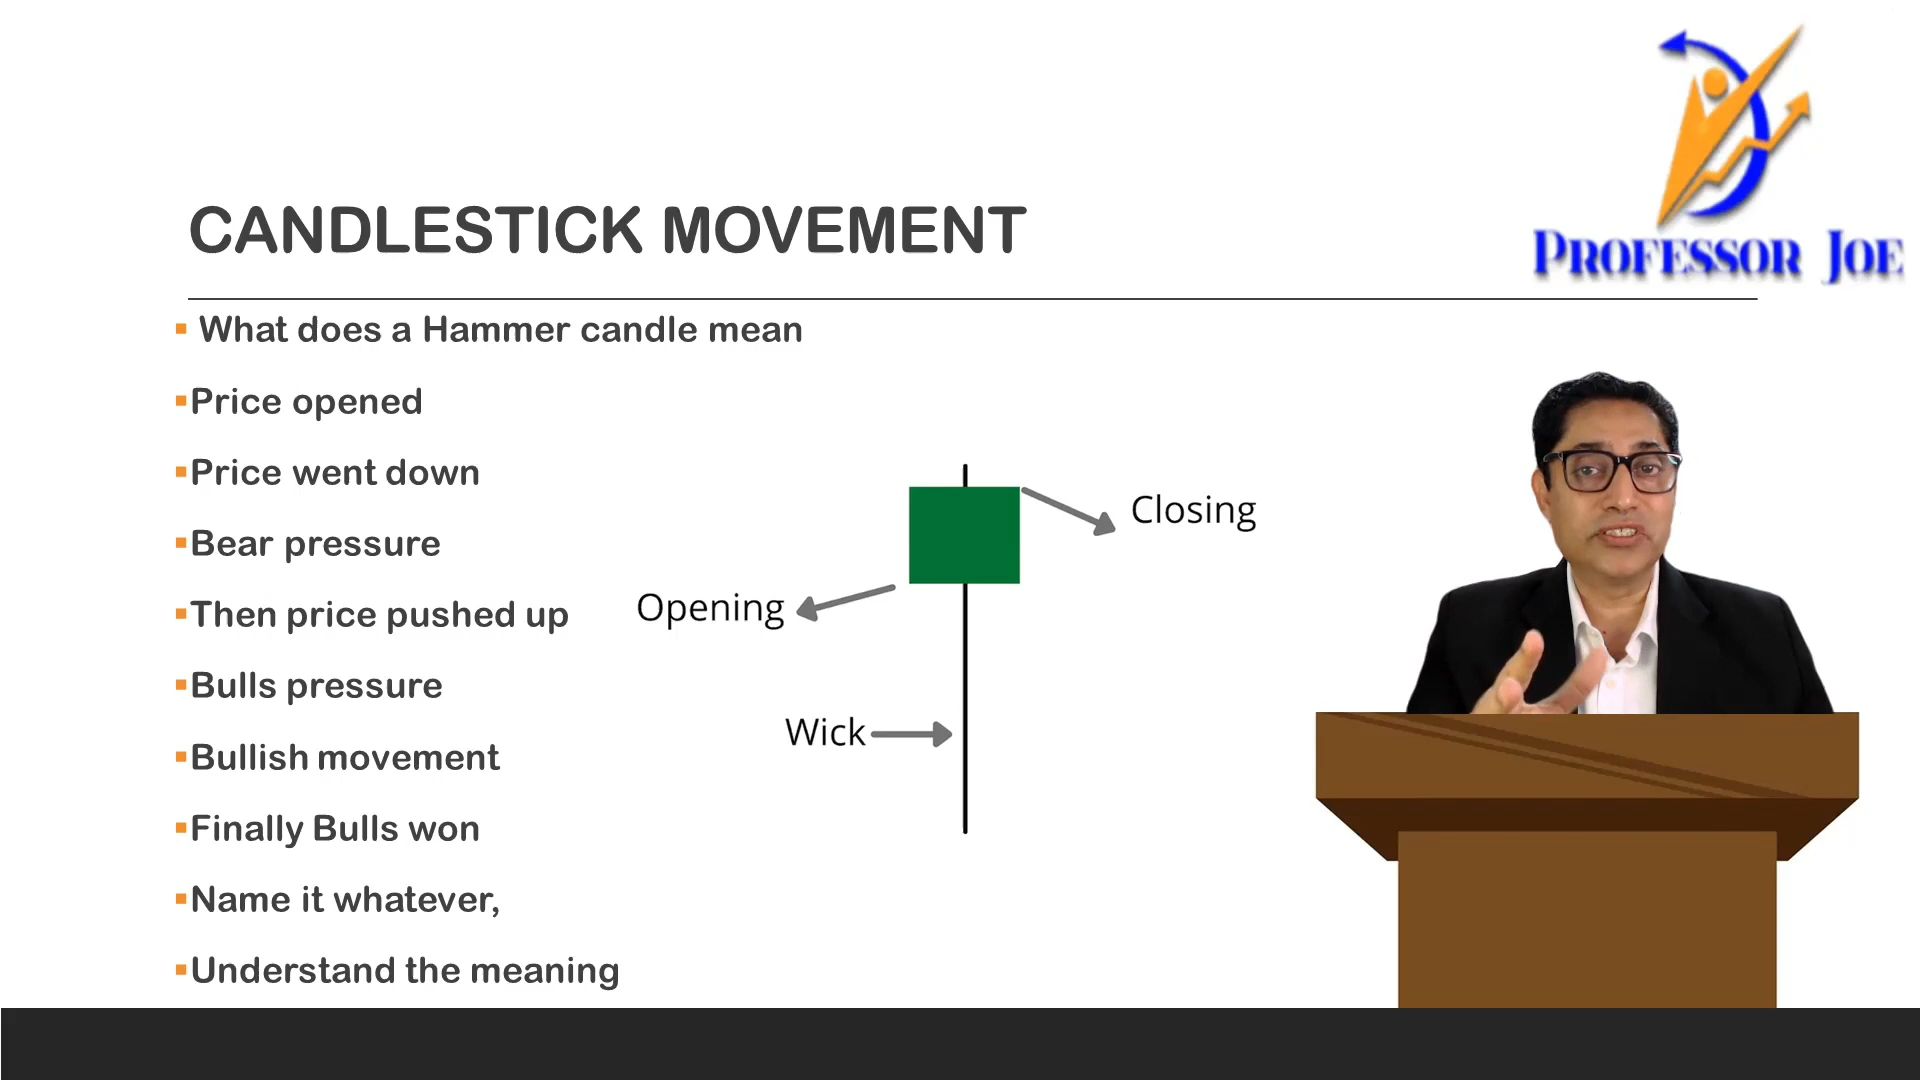 PROFESSOR JOE
CANDLESTICK MOVEMENT
What does a Hammer candle mean
Price opened
Price went down
Bear pressure
Then price pushed up
Bulls pressure
Bullish movement
Finally Bulls won
Name it whatever,
Understand the meaning
Closing
Opening
Wick